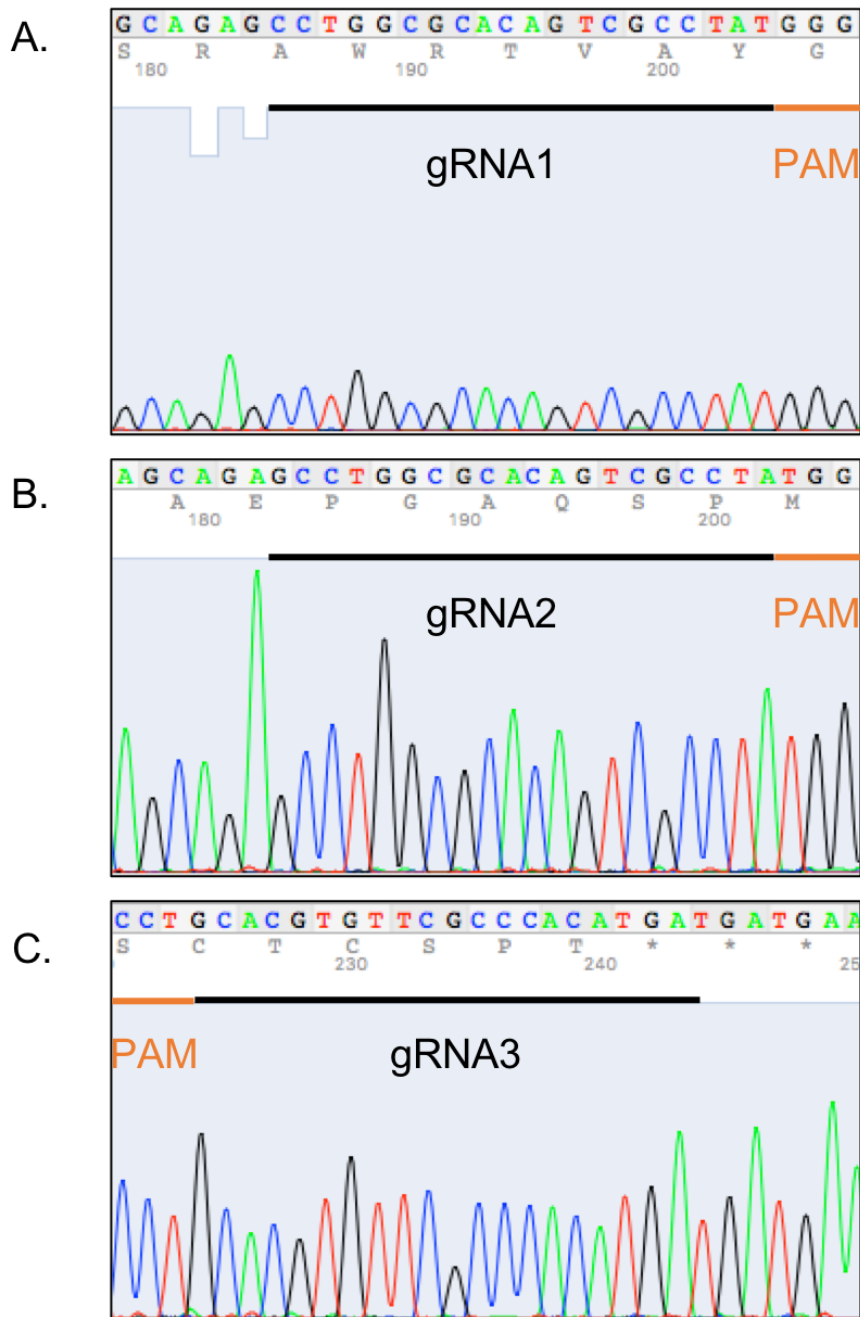 A.
GCAGAGCCTGGCGCACAGTCGCCTATGGG
S R A W R T V A Y G
180 190 200
gRNA1 PAM
B.
AGCAGAGCCTGGCGCACAGTCGCCTATGG
A E P G A Q S P M
180 190 200
gRNA2 PAM
C.
CCTGCACGTGTTCGCCCACATGATGATGAA
S C T C S P T * * *
230 240 25
PAM gRNA3